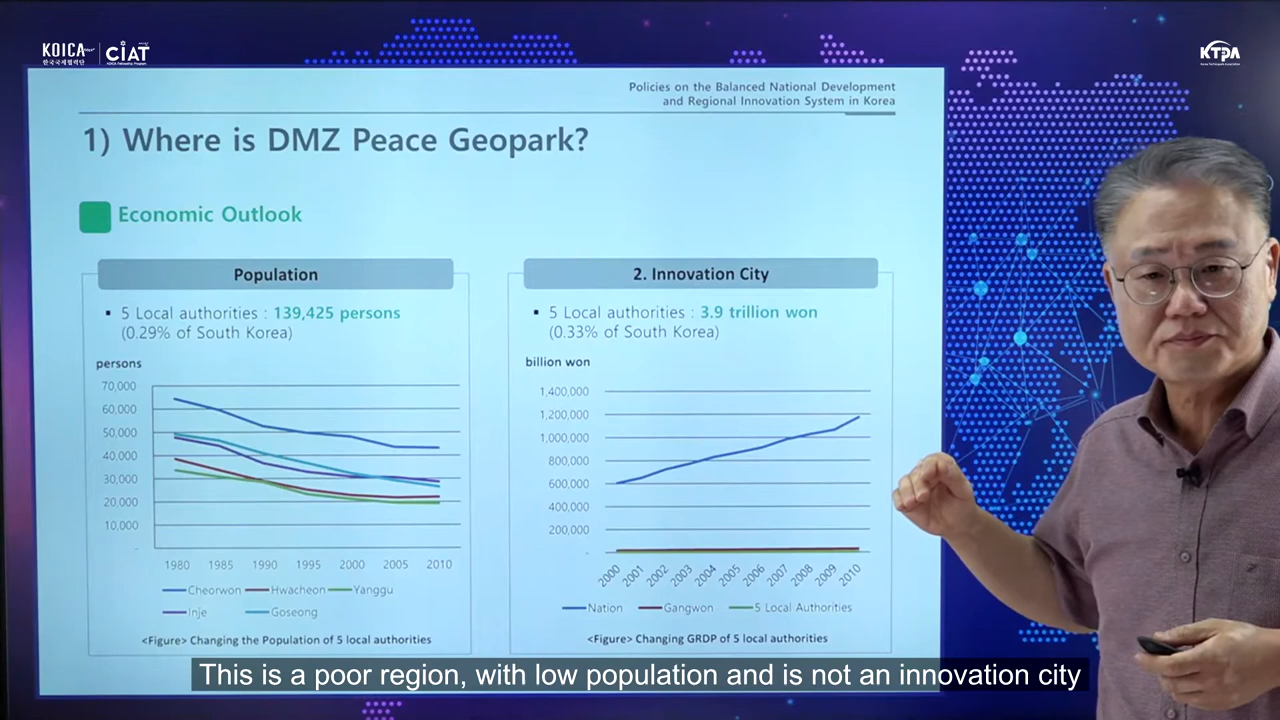 KOICA
한국국제협력단
CIAT
KOICA Fellowship Program
KTPA
Korea Technopark Association
Policies on the Balanced National Development
and Regional Innovation System in Korea
1) Where is DMZ Peace Geopark?
Economic Outlook
Population
▪ 5 Local authorities : 139,425 persons
(0.29% of South Korea)
persons
70,000
60,000
50,000
40,000
30,000
20,000
10,000
-
1980 1985 1990 1995 2000 2005 2010
Cheorwon Hwacheon Yanggu
Inje Goseong
<Figure> Changing the Population of 5 local authorities
2. Innovation City
▪ 5 Local authorities : 3.9 trillion won
(0.33% of South Korea)
billion won
1,400,000
1,200,000
1,000,000
800,000
600,000
400,000
200,000
-
2000 2001 2002 2003 2004 2005 2006 2007 2008 2009 2010
Nation Gangwon 5 Local Authorities
<Figure> Changing GRDP of 5 local authorities
This is a poor region, with low population and is not an innovation city